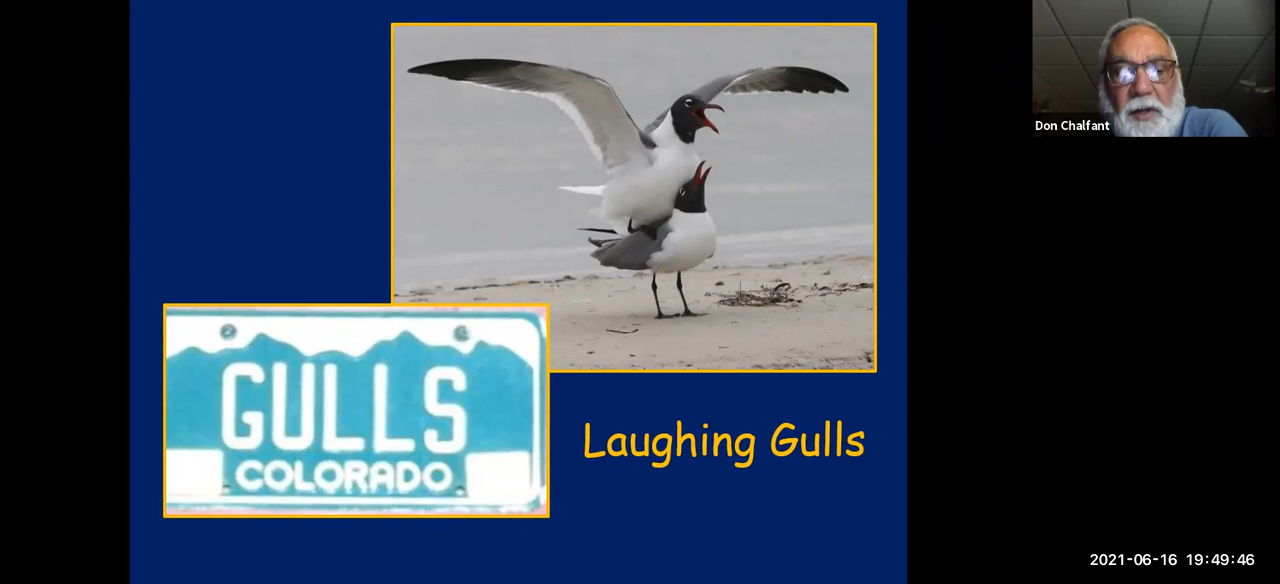 Don Chalfant
GULLS
COLORADO
Laughing Gulls
2021-06-16 19:49:46